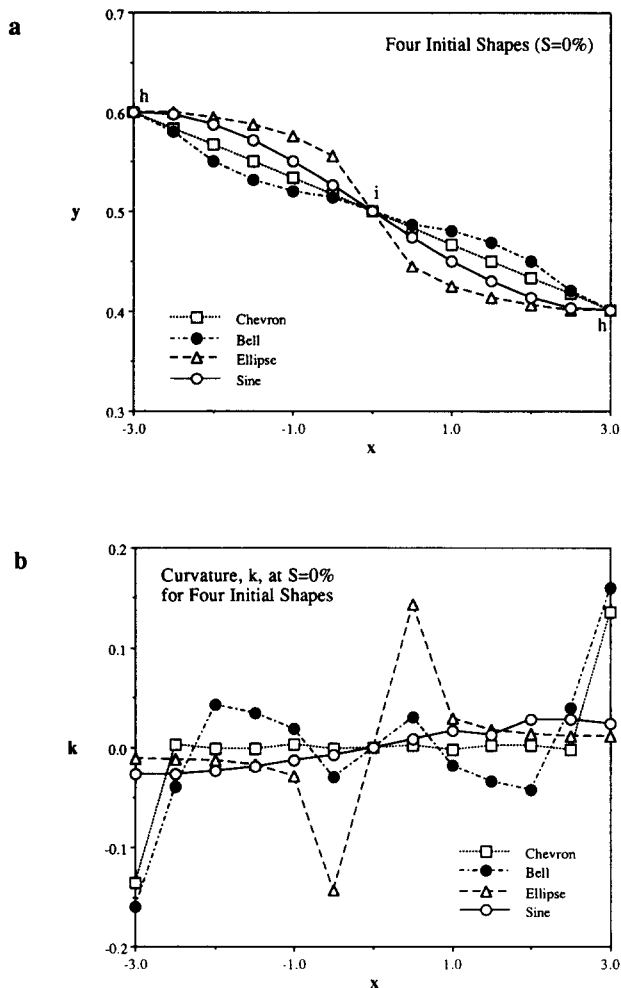 a
0.7
Four Initial Shapes (S=0%)
h
0.6
i
y
0.5
0.4
h
Chevron
Bell
Ellipse
Sine
0.3
-3.0
-1.0
1.0
3.0
x
b
0.2
Curvature, k, at S=0%
for Four Initial Shapes
0.1
k
0.0
-0.1
Chevron
Bell
Ellipse
Sine
-0.2
-3.0
-1.0
1.0
3.0
x